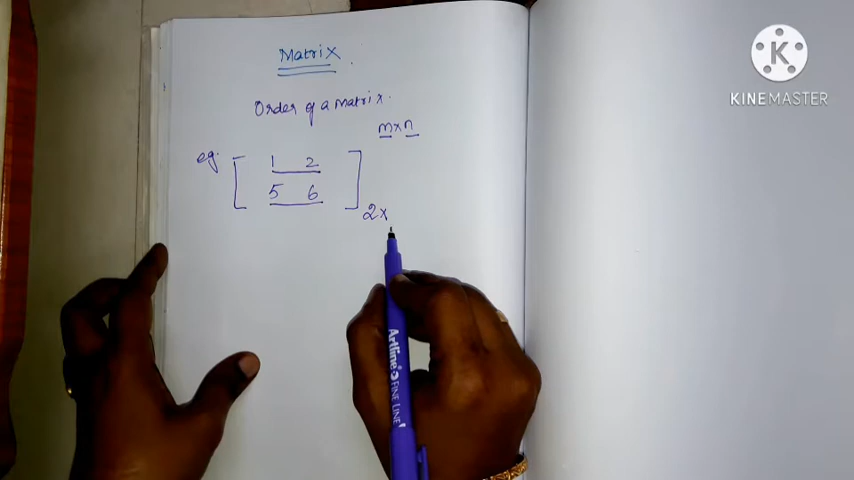 Matrix.
Order of a matrix.
m×n
eg. [ 1 2
5 6 ] 2×
Artline FINE LINE
K
KINEMASTER